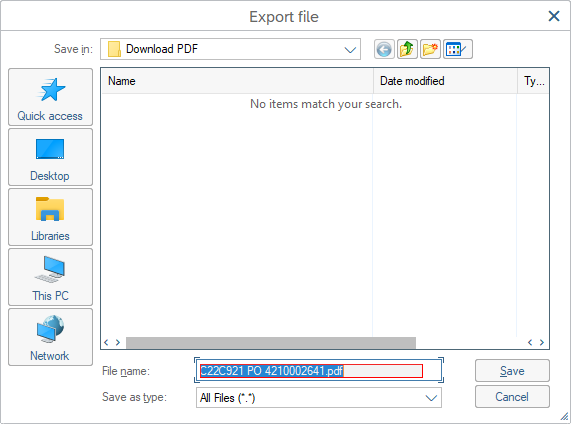 Export file
Save in:
Download PDF
Name
Date modified
Ty...
No items match your search.
Quick access
Desktop
Libraries
This PC
Network
File name:
C22C921 PO 4210002641.pdf
Save
Save as type:
All Files (*.*)
Cancel